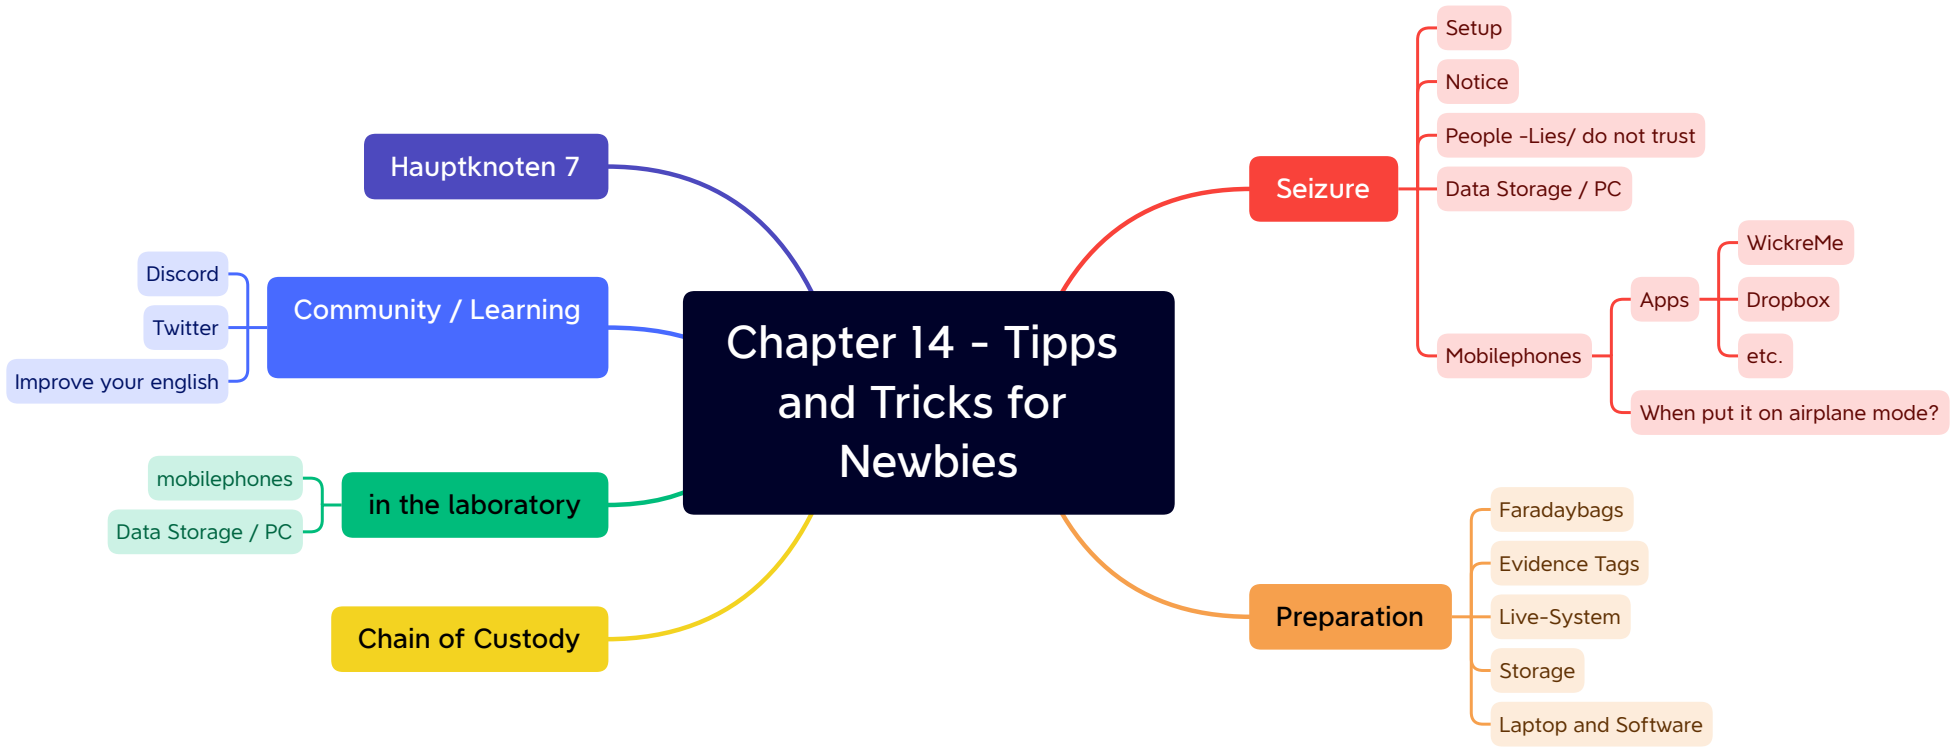 Chapter 14 - Tipps
and Tricks for
Newbies
Seizure
Setup
Notice
People -Lies/ do not trust
Data Storage / PC
Mobilephones
Apps
WickreMe
Dropbox
etc.
When put it on airplane mode?
Preparation
Faradaybags
Evidence Tags
Live-System
Storage
Laptop and Software
Hauptknoten 7
Community / Learning
Discord
Twitter
Improve your english
in the laboratory
mobilephones
Data Storage / PC
Chain of Custody